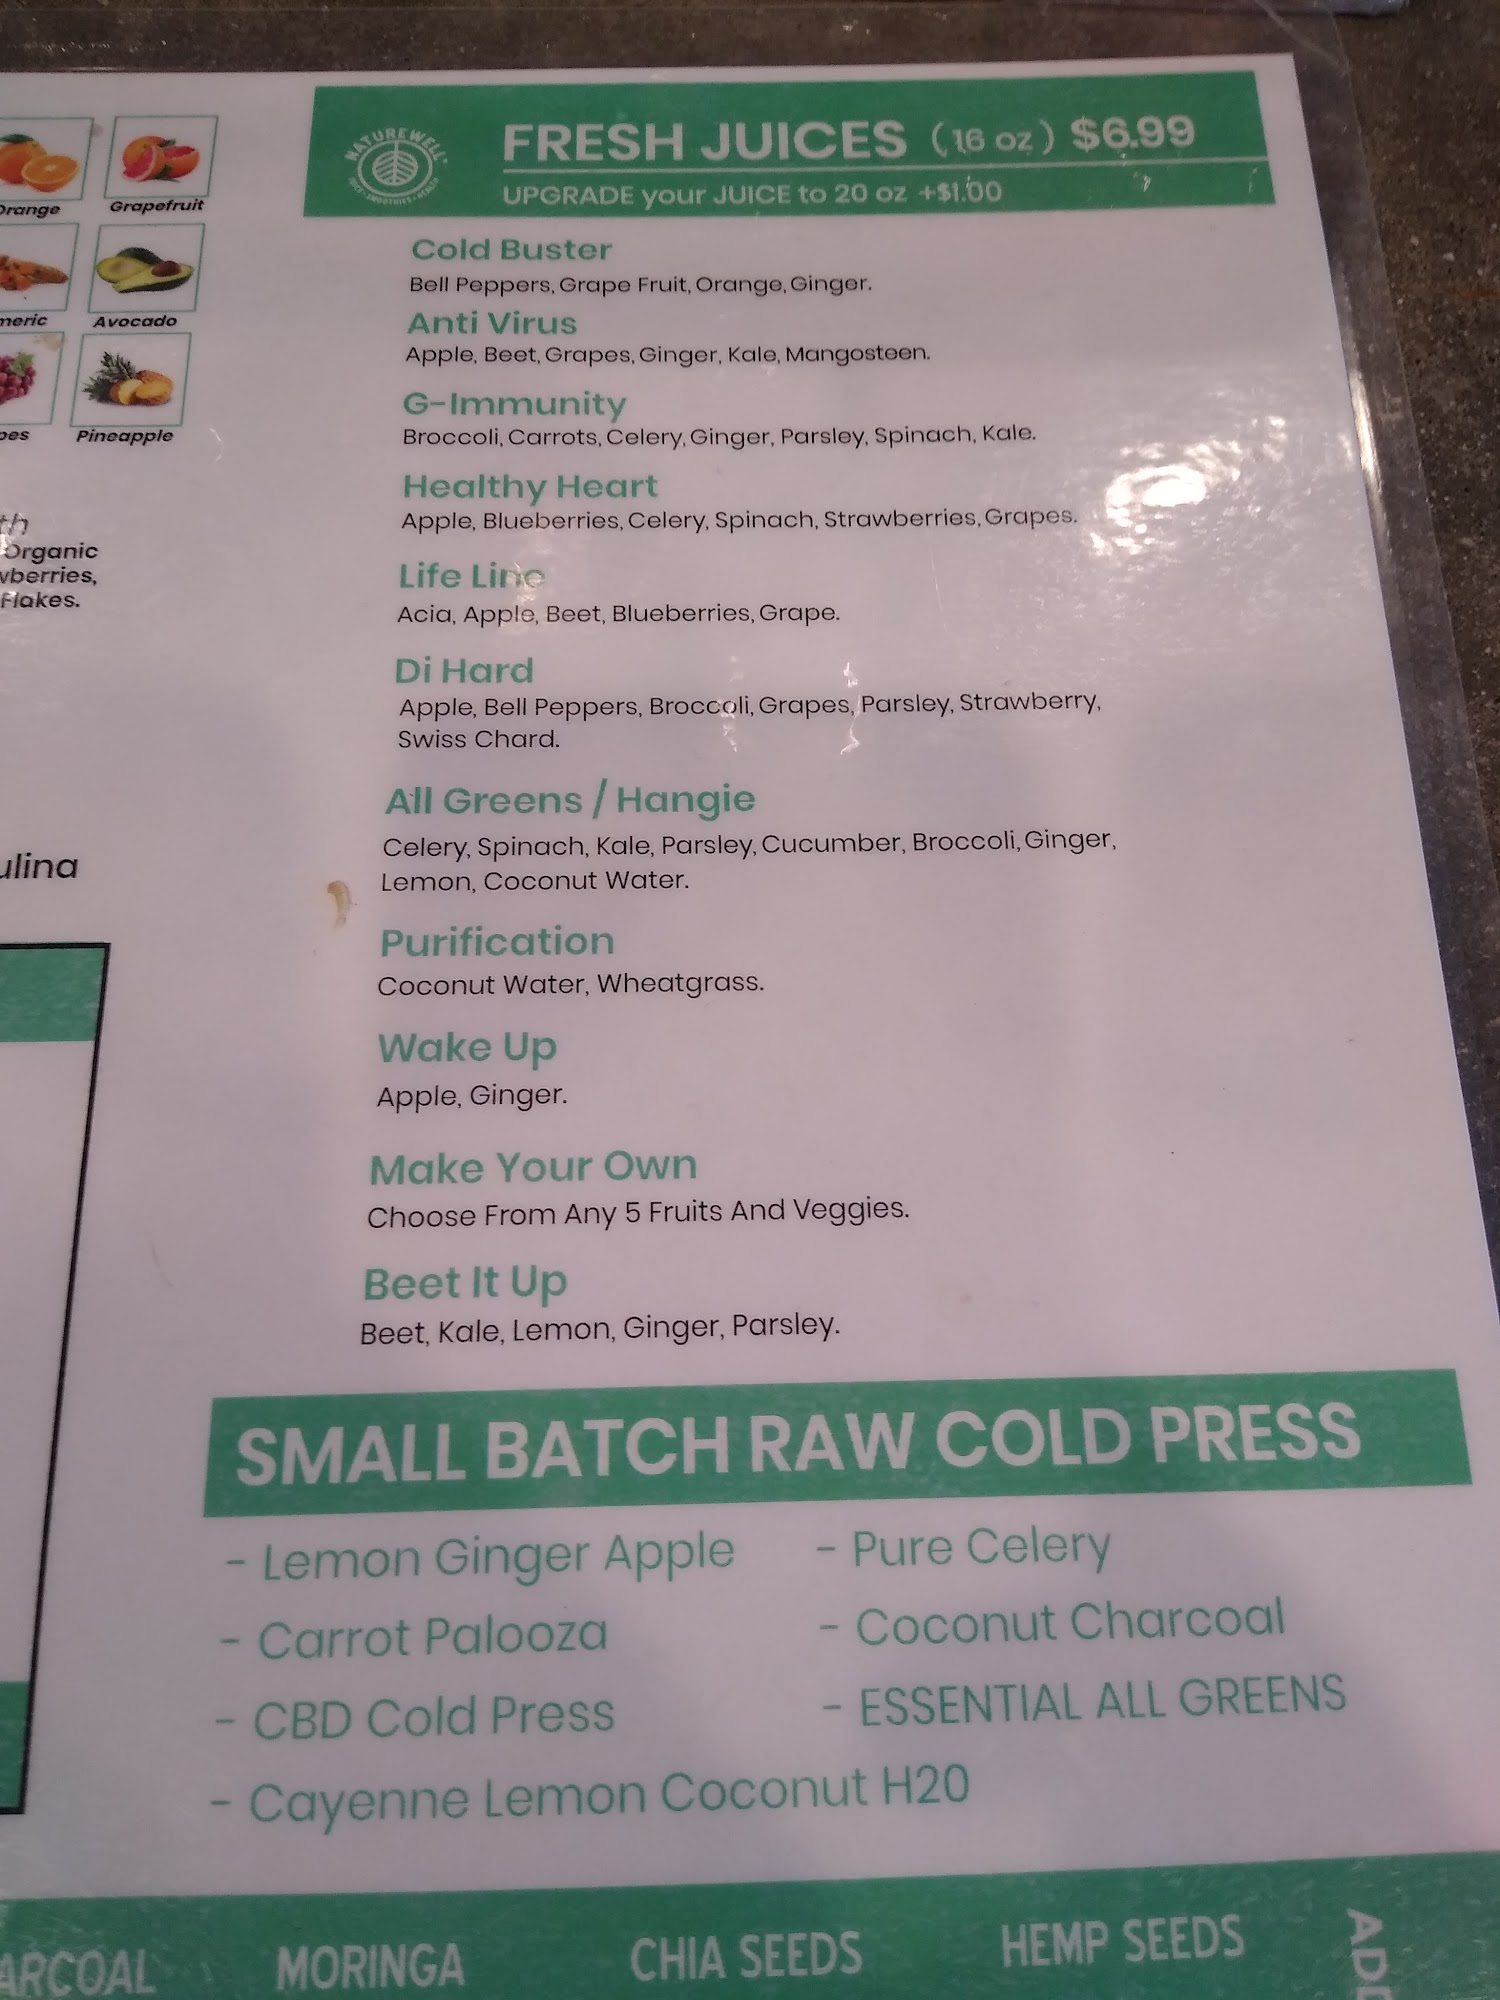 Orange
Grapefruit
Avocado
Pineapple
Organic
Flakes.
NATUREWELL
FRESH JUICES (16 oz) $6.99
UPGRADE your JUICE to 20 oz +$1.00
Cold Buster
Bell Peppers, Grape Fruit, Orange, Ginger.
Anti Virus
Apple, Beet, Grapes, Ginger, Kale, Mangosteen.
G-Immunity
Broccoli, Carrots, Celery, Ginger, Parsley, Spinach, Kale.
Healthy Heart
Apple, Blueberries, Celery, Spinach, Strawberries, Grapes.
Life Line
Acia, Apple, Beet, Blueberries, Grape.
Di Hard
Apple, Bell Peppers, Broccoli, Grapes, Parsley, Strawberry,
Swiss Chard.
All Greens / Hangie
Celery, Spinach, Kale, Parsley, Cucumber, Broccoli, Ginger,
Lemon, Coconut Water.
Purification
Coconut Water, Wheatgrass.
Wake Up
Apple, Ginger.
Make Your Own
Choose From Any 5 Fruits And Veggies.
Beet It Up
Beet, Kale, Lemon, Ginger, Parsley.
SMALL BATCH RAW COLD PRESS
- Lemon Ginger Apple
- Carrot Palooza
- CBD Cold Press
- Cayenne Lemon Coconut H20
- Pure Celery
- Coconut Charcoal
- ESSENTIAL ALL GREENS
MORINGA
CHIA SEEDS
HEMP SEEDS